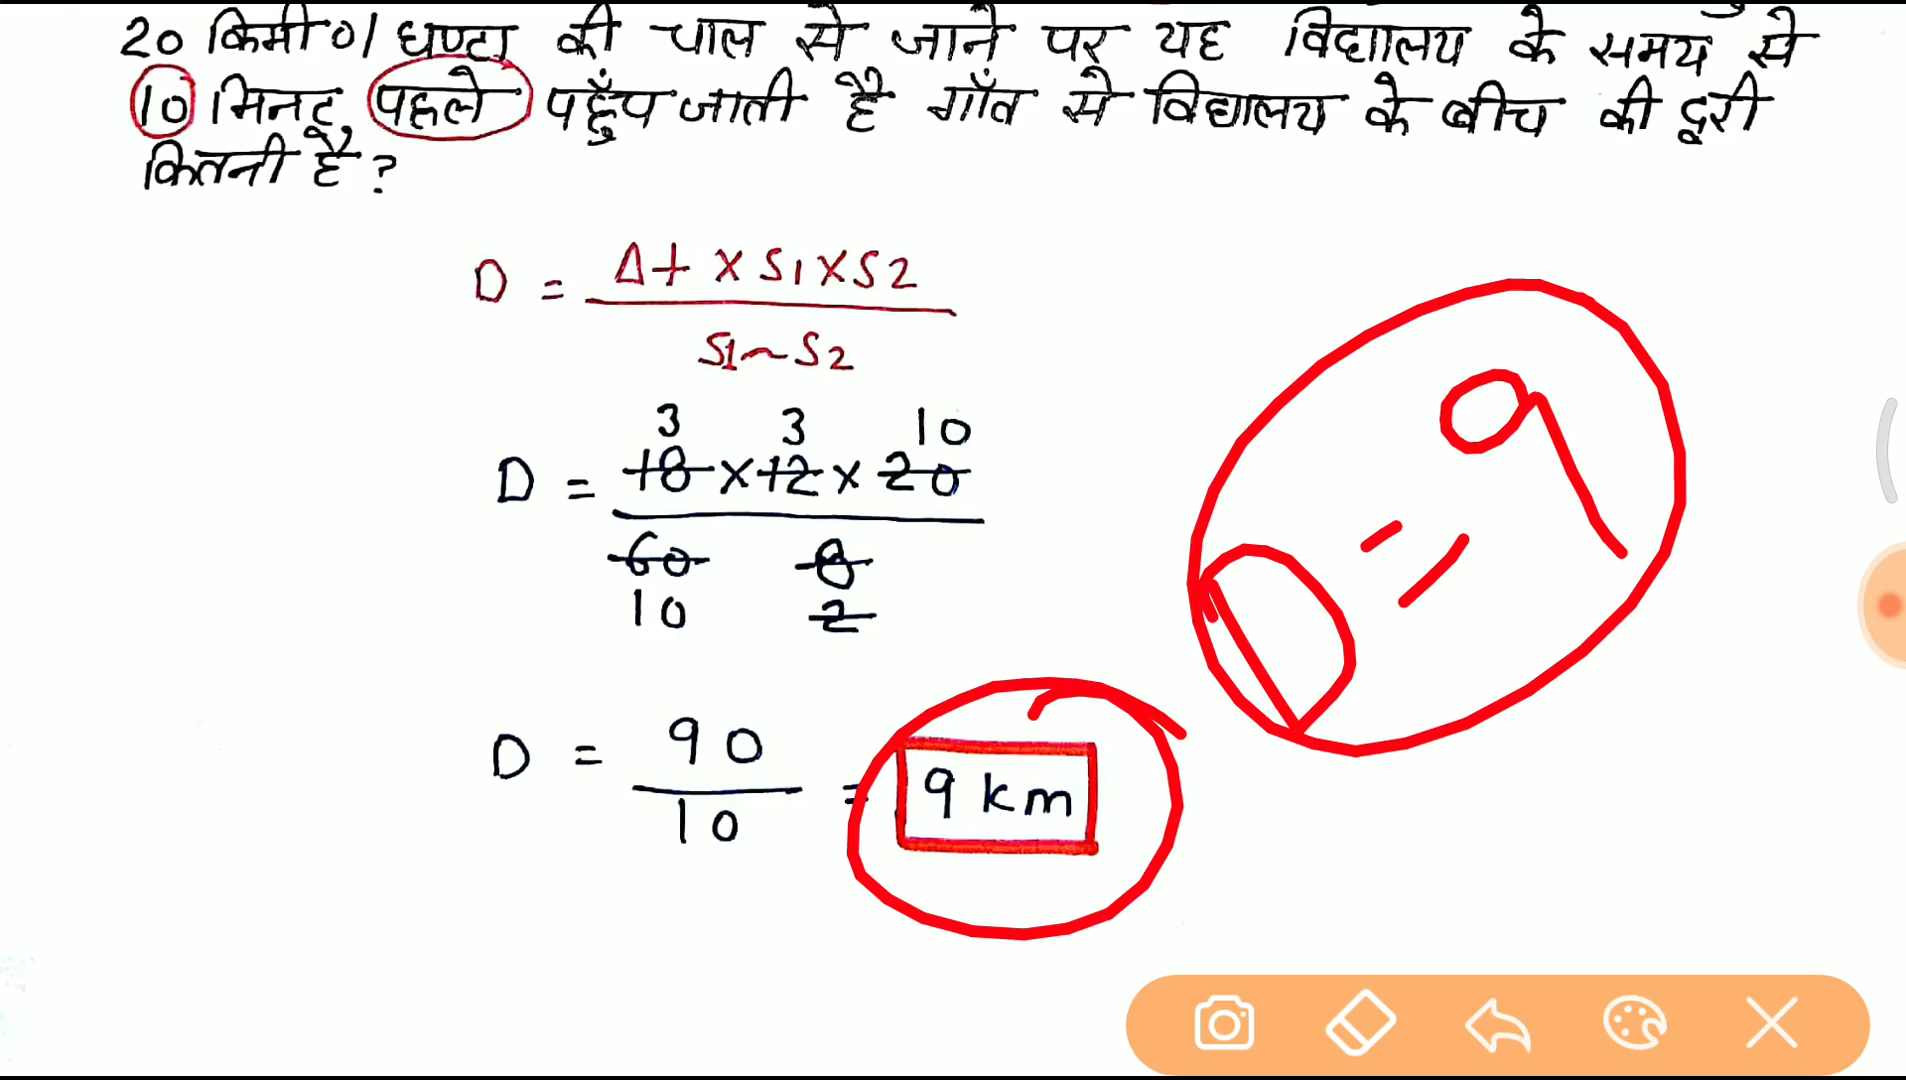 20 किमी०/ घण्टा की चाल से जाने पर यह विद्यालय के समय से
10 मिनट पहले पहुँच जाती है गाँव से विद्यालय के बीच की दूरी
कितनी है ?
D = Δt × S1 × S2
S1 ~ S2
3 3 10
D = 18 × 12 × 20
60 8
10 2
D = 90
10
= 9 km